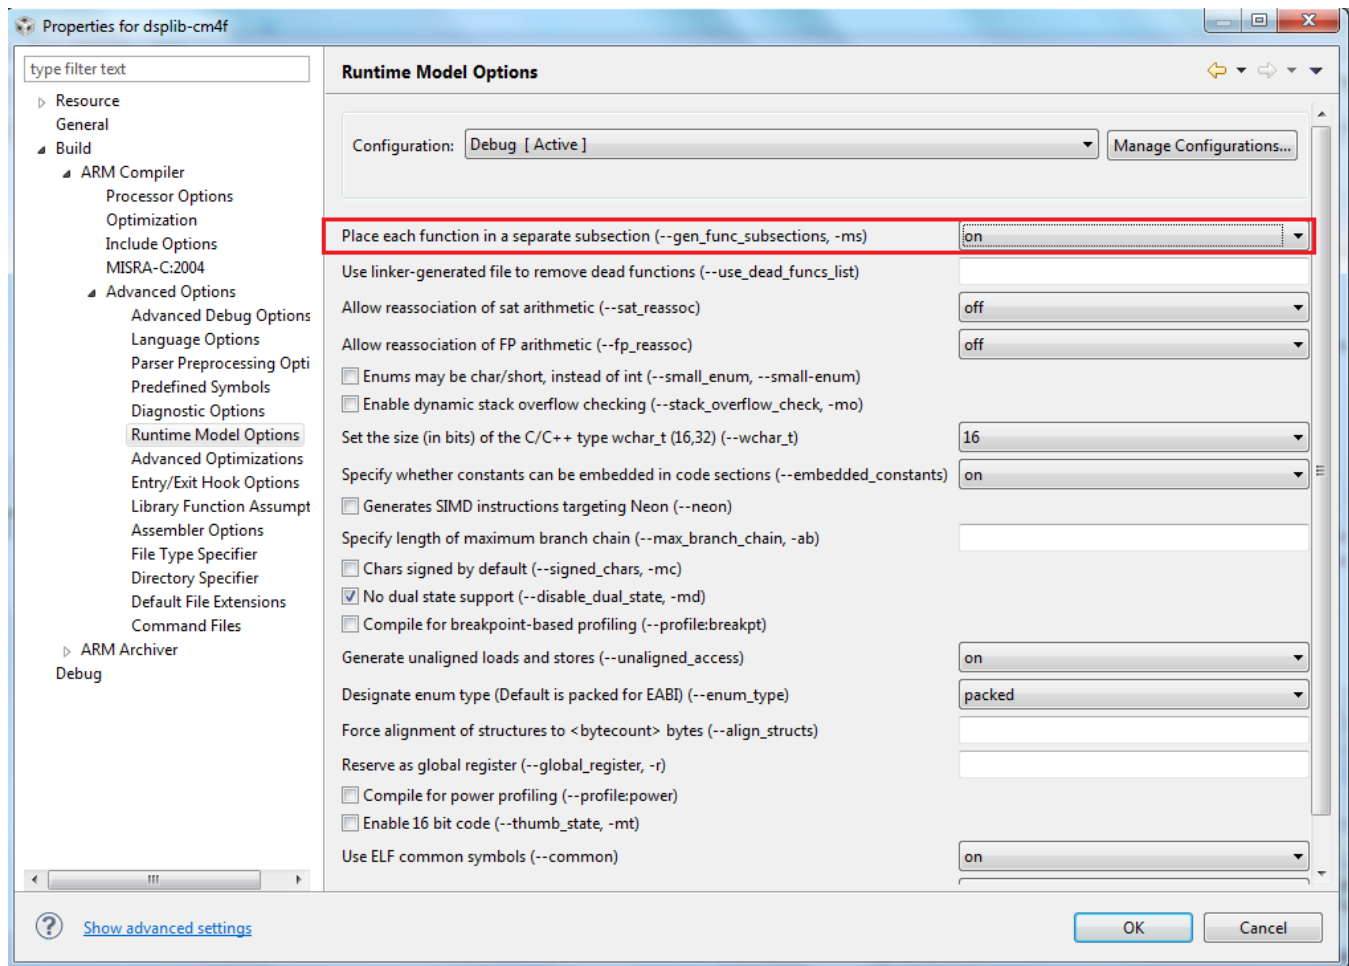 Properties for dsplib-cm4f
type filter text
Resource
General
Build
ARM Compiler
Processor Options
Optimization
Include Options
MISRA-C:2004
Advanced Options
Advanced Debug Options
Language Options
Parser Preprocessing Opti
Predefined Symbols
Diagnostic Options
Runtime Model Options
Advanced Optimizations
Entry/Exit Hook Options
Library Function Assumpt
Assembler Options
File Type Specifier
Directory Specifier
Default File Extensions
Command Files
ARM Archiver
Debug
Runtime Model Options
Configuration: Debug [ Active ] Manage Configurations...
Place each function in a separate subsection (--gen_func_subsections, -ms) on
Use linker-generated file to remove dead functions (--use_dead_funcs_list)
Allow reassociation of sat arithmetic (--sat_reassoc) off
Allow reassociation of FP arithmetic (--fp_reassoc) off
Enums may be char/short, instead of int (--small_enum, --small-enum)
Enable dynamic stack overflow checking (--stack_overflow_check, -mo)
Set the size (in bits) of the C/C++ type wchar_t (16,32) (--wchar_t) 16
Specify whether constants can be embedded in code sections (--embedded_constants) on
Generates SIMD instructions targeting Neon (--neon)
Specify length of maximum branch chain (--max_branch_chain, -ab)
Chars signed by default (--signed_chars, -mc)
No dual state support (--disable_dual_state, -md)
Compile for breakpoint-based profiling (--profile:breakpt)
Generate unaligned loads and stores (--unaligned_access) on
Designate enum type (Default is packed for EABI) (--enum_type) packed
Force alignment of structures to <bytecount> bytes (--align_structs)
Reserve as global register (--global_register, -r)
Compile for power profiling (--profile:power)
Enable 16 bit code (--thumb_state, -mt)
Use ELF common symbols (--common) on
Show advanced settings
OK
Cancel